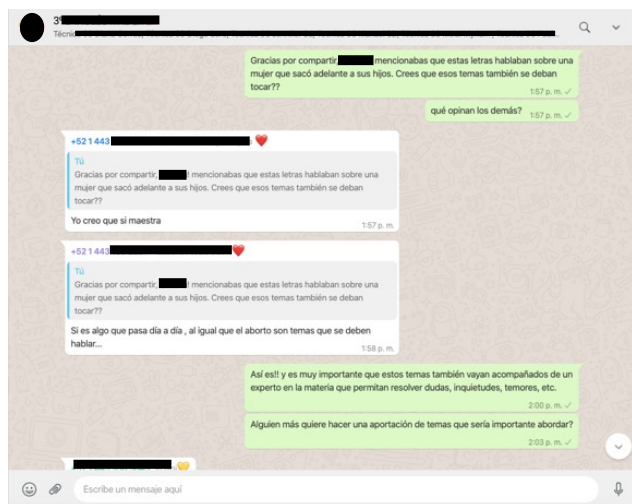 3º
Técnic
Gracias por compartir, mencionabas que estas letras hablaban sobre una
mujer que sacó adelante a sus hijos. Crees que esos temas también se deban
tocar??
1:57 p. m.
qué opinan los demás?
1:57 p. m.
+52 1 443
Tú
Gracias por compartir, ! mencionabas que estas letras hablaban sobre una
mujer que sacó adelante a sus hijos. Crees que esos temas también se deban
tocar??
Yo creo que si maestra
1:57 p. m.
+52 1 443
Tú
Gracias por compartir, ! mencionabas que estas letras hablaban sobre una
mujer que sacó adelante a sus hijos. Crees que esos temas también se deban
tocar??
Si es algo que pasa día a día , al igual que el aborto son temas que se deben
hablar...
1:58 p. m.
Así es!! y es muy importante que estos temas también vayan acompañados de un
experto en la materia que permitan resolver dudas, inquietudes, temores, etc.
2:00 p. m.
Alguien más quiere hacer una aportación de temas que sería importante abordar?
2:03 p. m.
Escribe un mensaje aquí